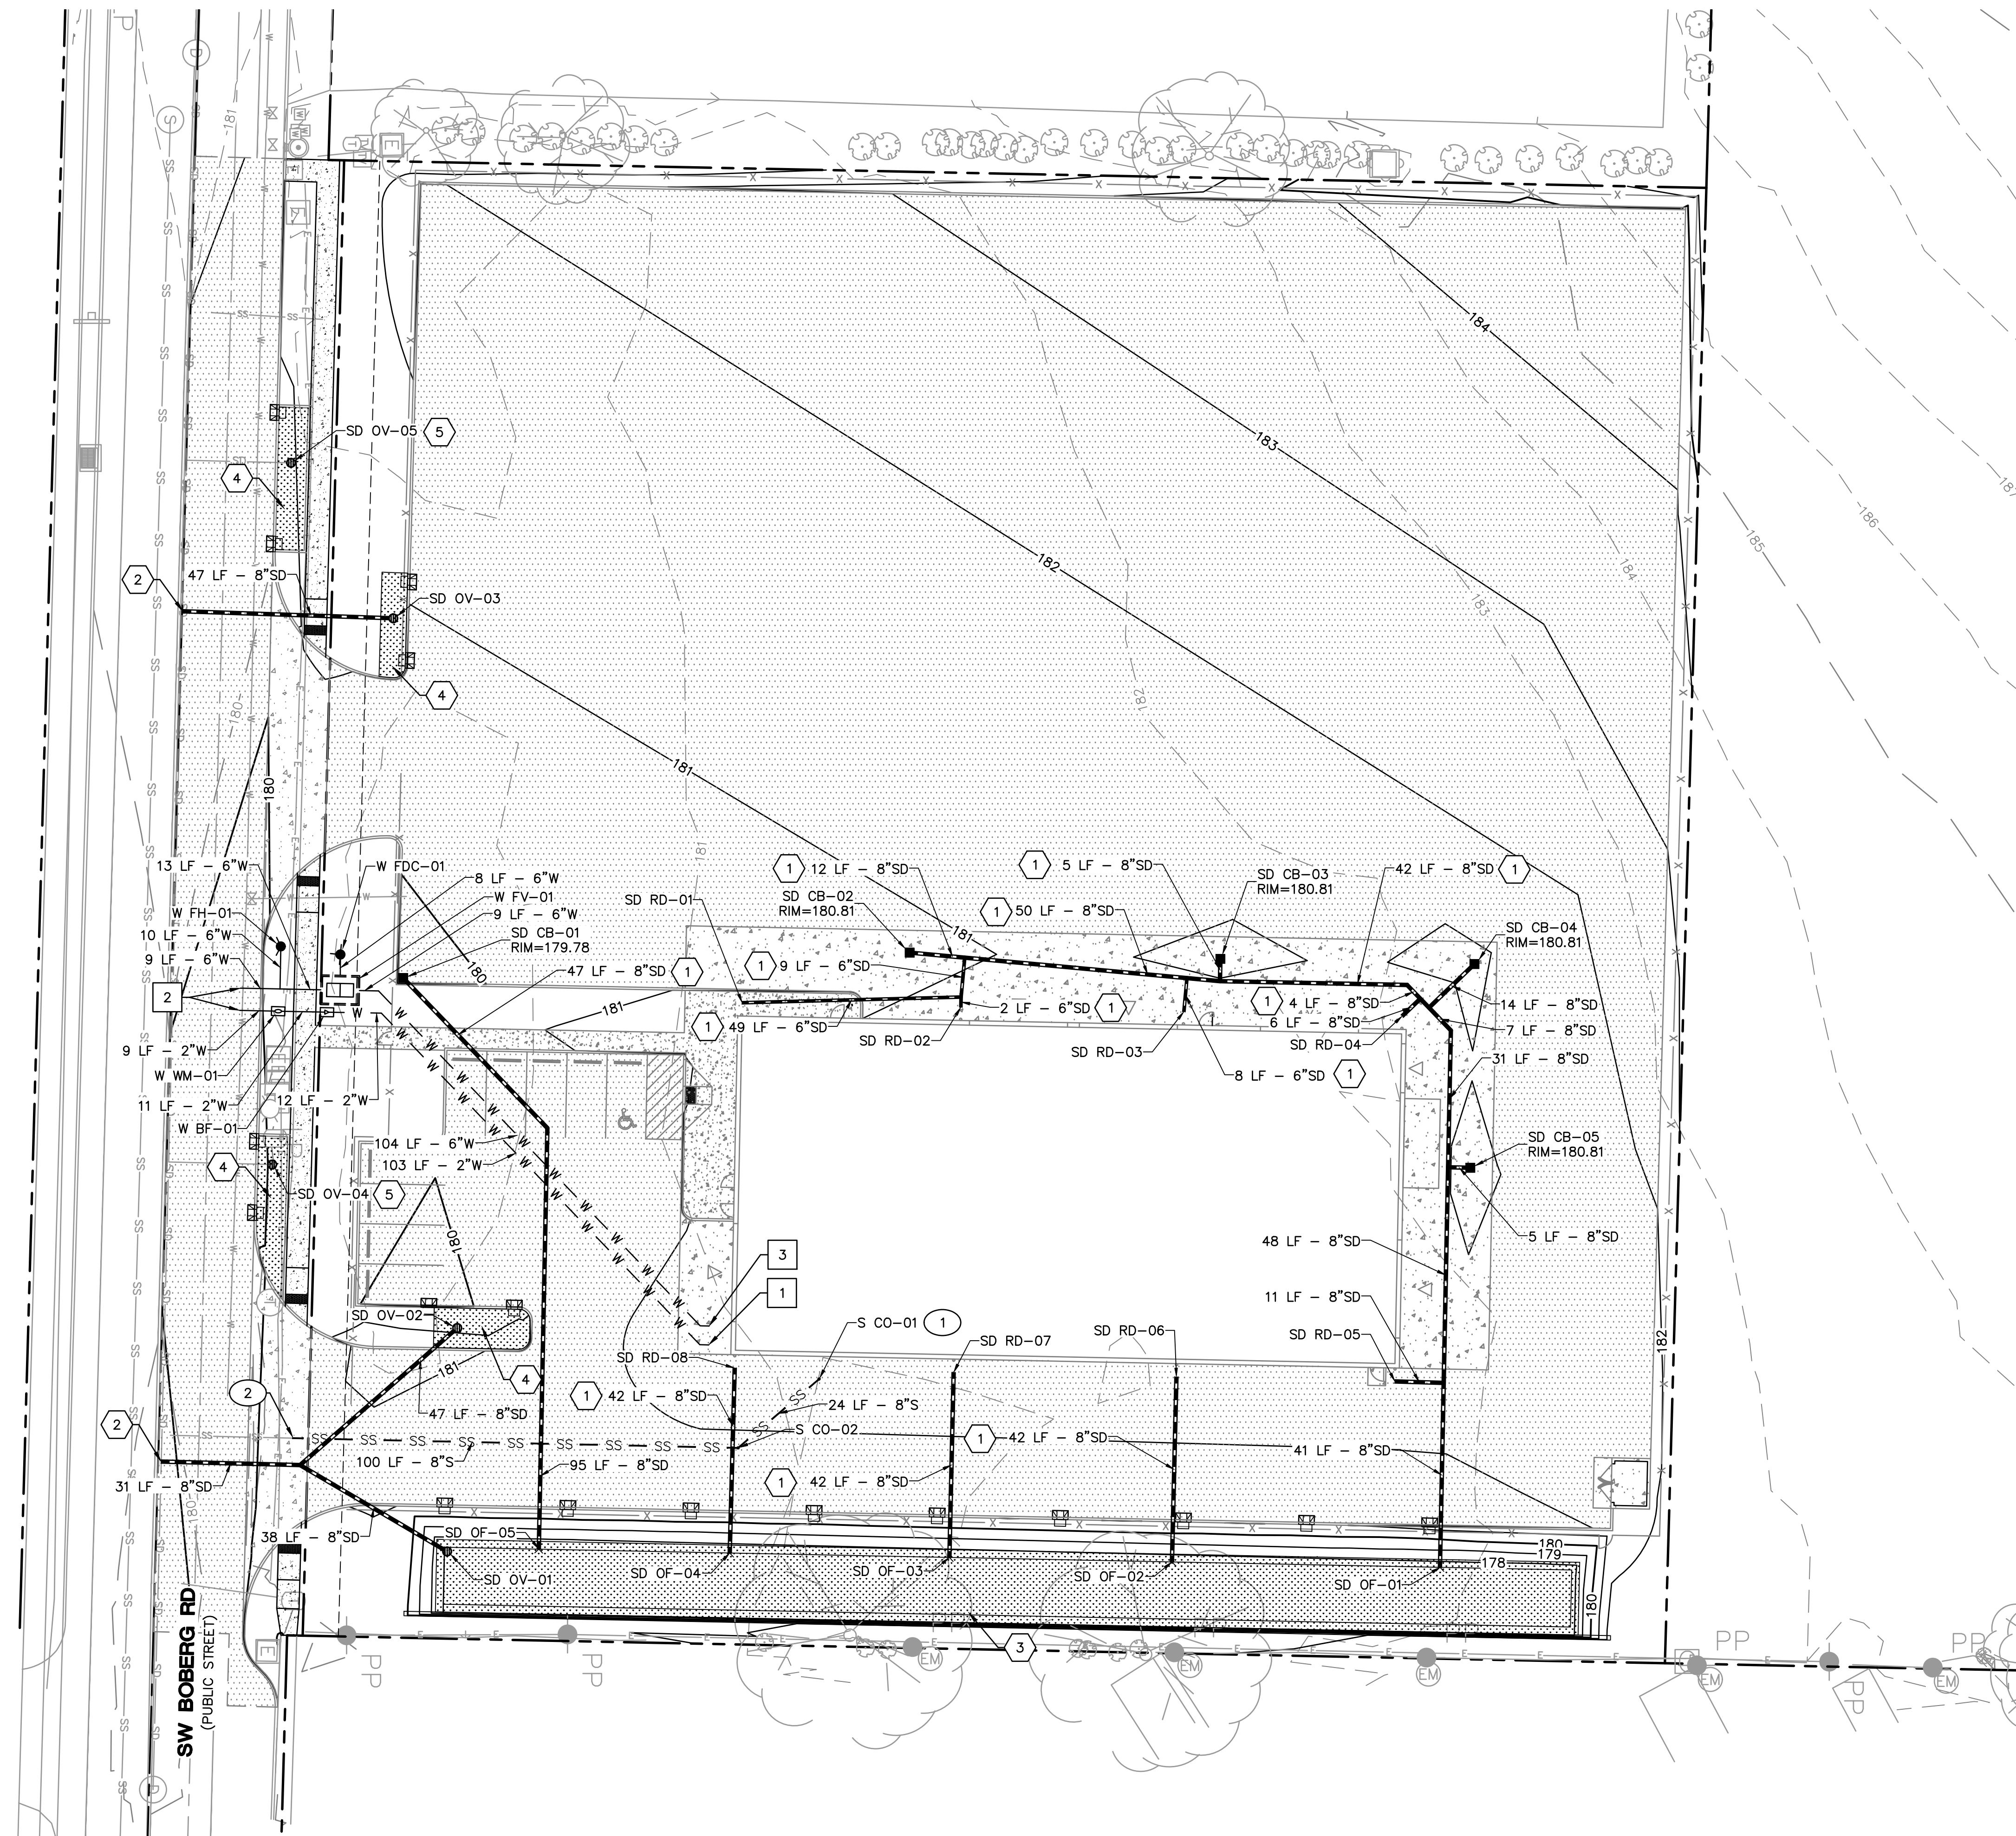 184
183
182
181
184
183
182
181
185
186
187
181
180
180
SD OV-05
5
4
2
47 LF – 8"SD
SD OV-03
4
13 LF – 6"W
W FDC-01
8 LF – 6"W
W FV-01
9 LF – 6"W
SD CB-01
RIM=179.78
W FH-01
10 LF – 6"W
9 LF – 6"W
2
9 LF – 2"W
W WM-01
11 LF – 2"W
W BF-01
12 LF – 2"W
180
47 LF – 8"SD
1
SD RD-01
1
12 LF – 8"SD
SD CB-02
RIM=180.81
181
1
5 LF – 8"SD
SD CB-03
RIM=180.81
1
50 LF – 8"SD
42 LF – 8"SD
1
SD CB-04
RIM=180.81
1
9 LF – 6"SD
1
49 LF – 6"SD
2 LF – 6"SD
1
SD RD-02
SD RD-03
8 LF – 6"SD
1
1
4 LF – 8"SD
6 LF – 8"SD
SD RD-04
14 LF – 8"SD
7 LF – 8"SD
31 LF – 8"SD
181
SD CB-05
RIM=180.81
5 LF – 8"SD
48 LF – 8"SD
11 LF – 8"SD
SD RD-05
104 LF – 6"W
103 LF – 2"W
4
SD OV-04
5
180
3
1
SD OV-02
181
4
47 LF – 8"SD
2
2
31 LF – 8"SD
100 LF – 8"S
95 LF – 8"SD
38 LF – 8"SD
S CO-01
1
SD RD-08
SD RD-07
SD RD-06
1
42 LF – 8"SD
24 LF – 8"S
S CO-02
1
42 LF – 8"SD
1
42 LF – 8"SD
41 LF – 8"SD
182
SD OF-05
SD OV-01
SD OF-04
SD OF-03
SD OF-02
SD OF-01
180
179
178
180
3
180
SW BOBERG RD
(PUBLIC STREET)
PP
PP
EM
EM
EM
EM
PP
PP
PP
EM